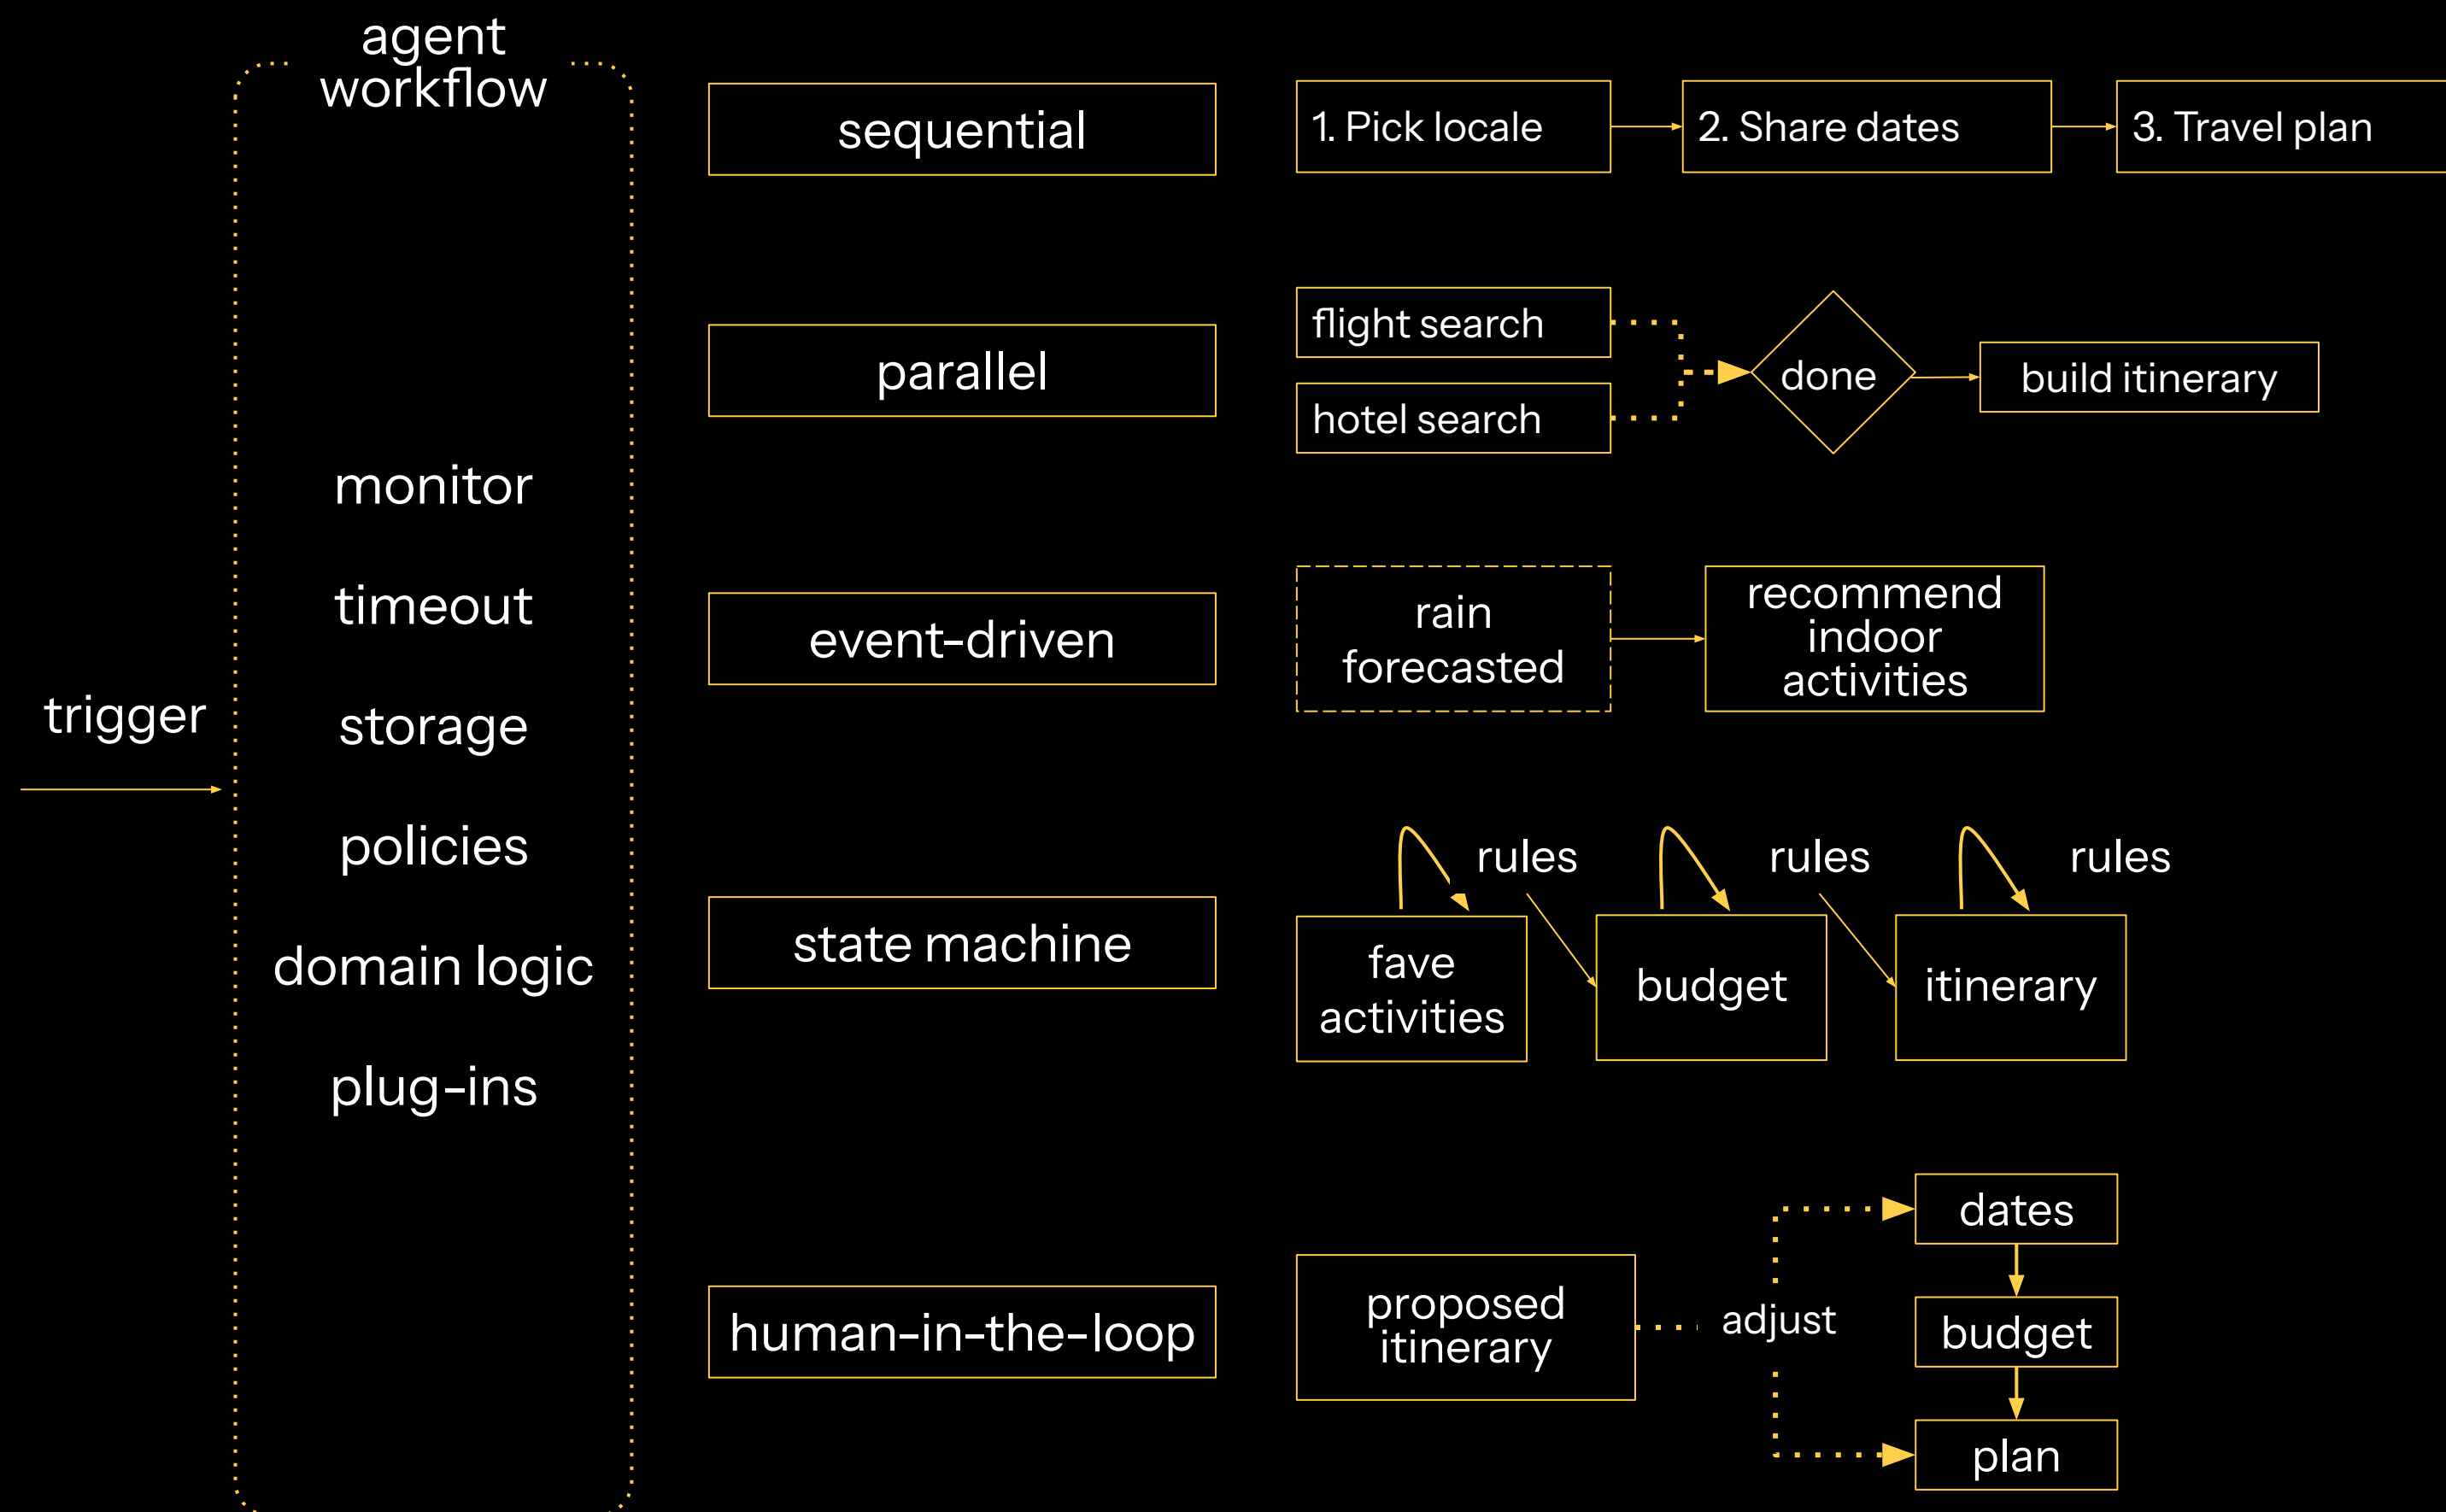 agent
workflow
trigger
monitor
timeout
storage
policies
domain logic
plug-ins
sequential
1. Pick locale
2. Share dates
3. Travel plan
parallel
flight search
hotel search
done
build itinerary
event-driven
rain
forecasted
recommend
indoor
activities
state machine
rules
rules
rules
fave
activities
budget
itinerary
human-in-the-loop
proposed
itinerary
adjust
dates
budget
plan